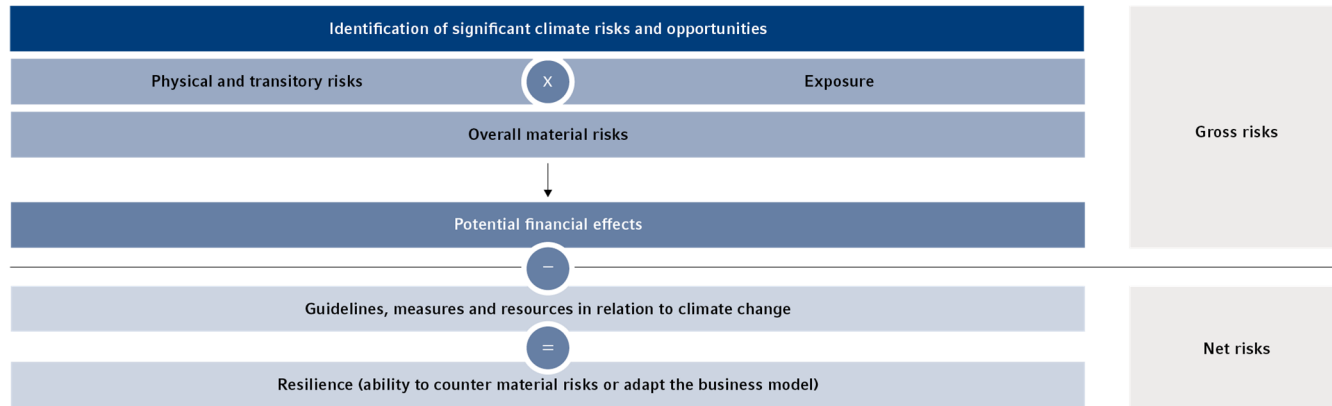 Identification of significant climate risks and opportunities
Physical and transitory risks
X
Exposure
Overall material risks
Gross risks
Potential financial effects
–
Guidelines, measures and resources in relation to climate change
=
Net risks
Resilience (ability to counter material risks or adapt the business model)